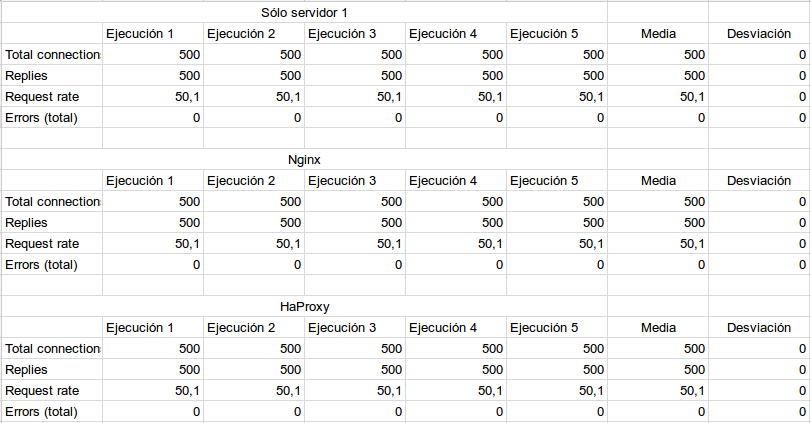 Sólo servidor 1
Ejecución 1 Ejecución 2 Ejecución 3 Ejecución 4 Ejecución 5 Media Desviación
Total connection 500 500 500 500 500 500 0
Replies 500 500 500 500 500 500 0
Request rate 50,1 50,1 50,1 50,1 50,1 50,1 0
Errors (total) 0 0 0 0 0 0 0
Nginx
Ejecución 1 Ejecución 2 Ejecución 3 Ejecución 4 Ejecución 5 Media Desviación
Total connection 500 500 500 500 500 500 0
Replies 500 500 500 500 500 500 0
Request rate 50,1 50,1 50,1 50,1 50,1 50,1 0
Errors (total) 0 0 0 0 0 0 0
HaProxy
Ejecución 1 Ejecución 2 Ejecución 3 Ejecución 4 Ejecución 5 Media Desviación
Total connection 500 500 500 500 500 500 0
Replies 500 500 500 500 500 500 0
Request rate 50,1 50,1 50,1 50,1 50,1 50,1 0
Errors (total) 0 0 0 0 0 0 0